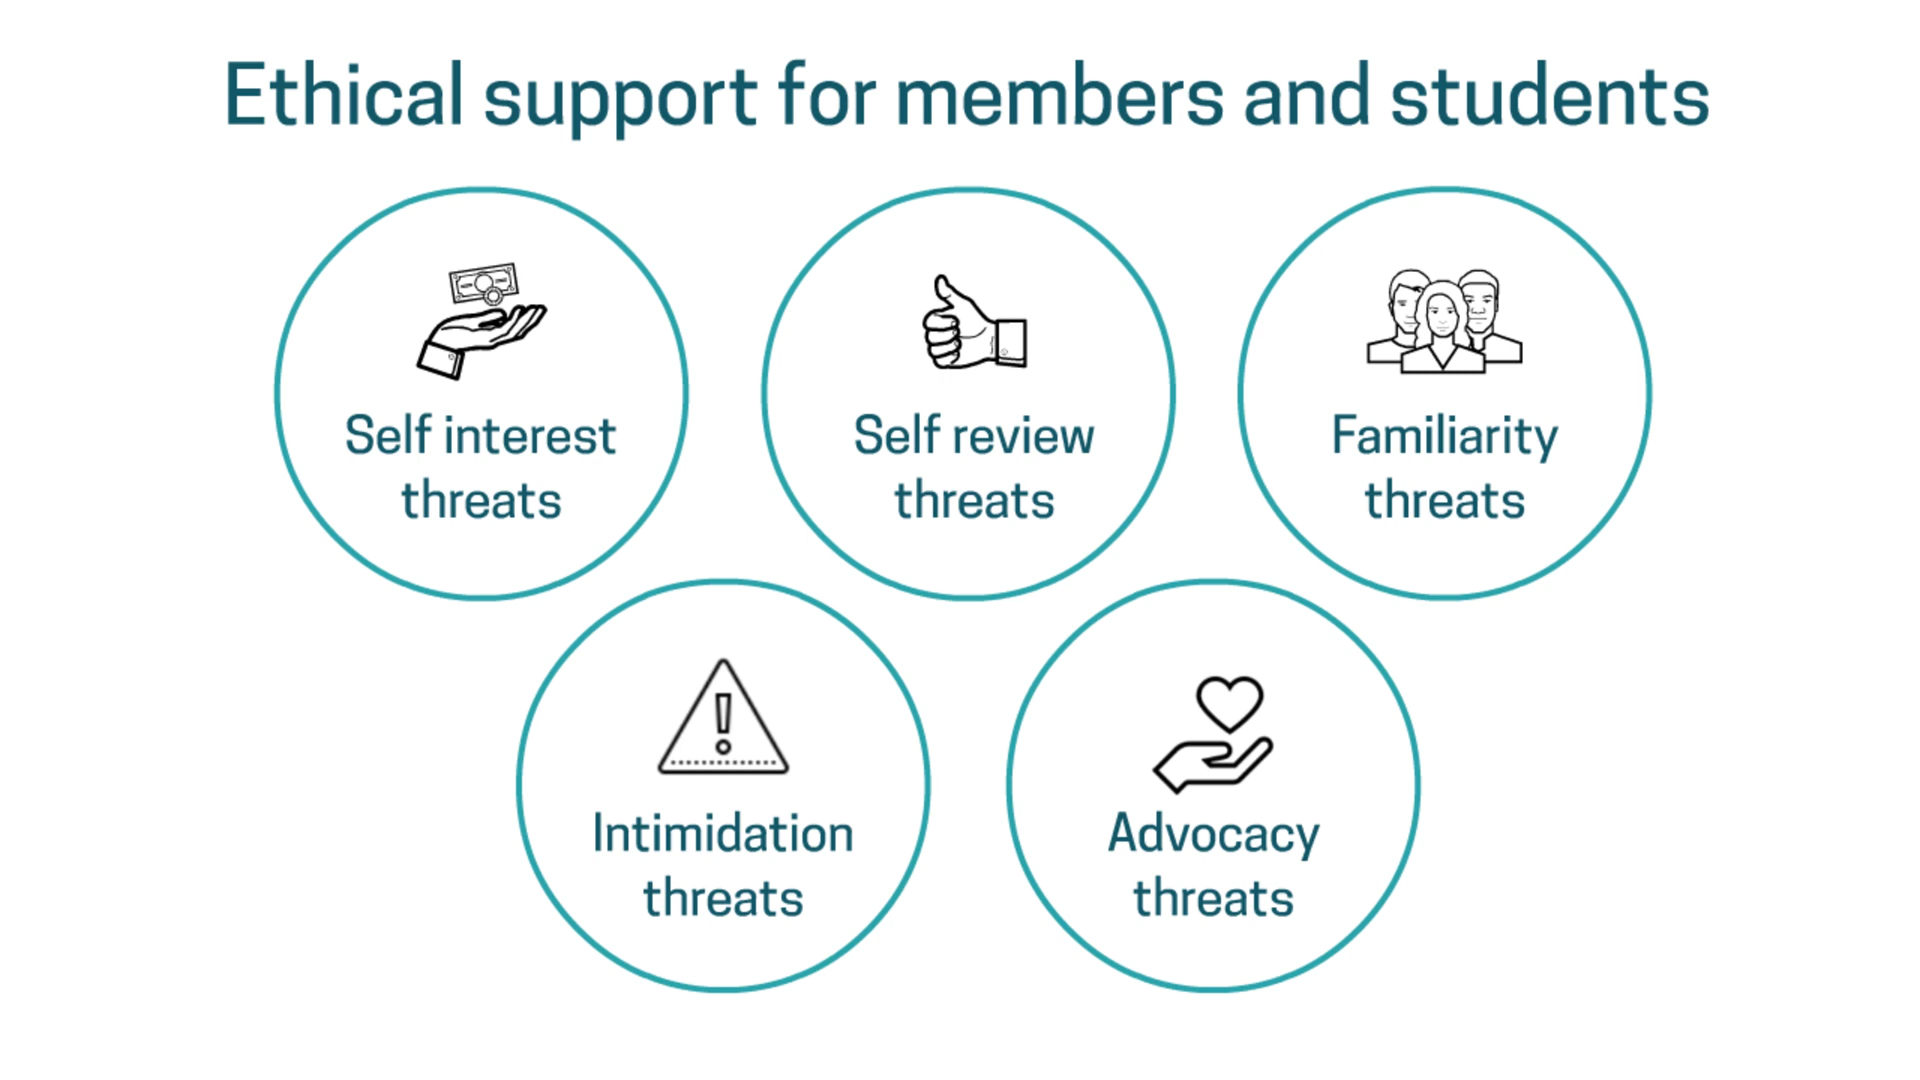 Ethical support for members and students
Self interest
threats
Self review
threats
Familiarity
threats
Intimidation
threats
Advocacy
threats